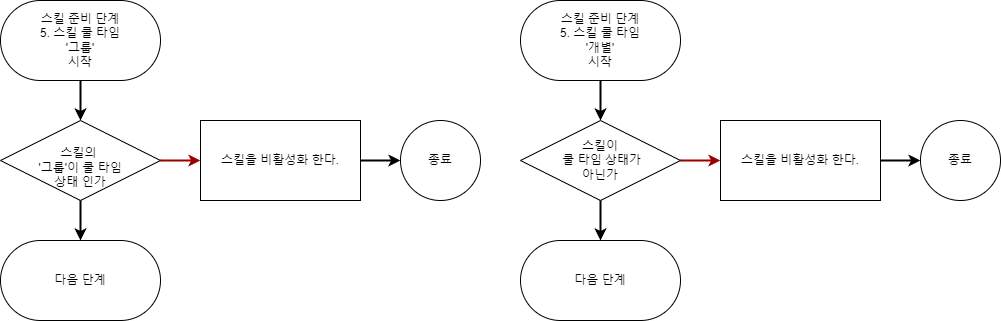 스킬 준비 단계
5. 스킬 쿨 타임
'그룹'
시작
스킬의
'그룹'이 쿨 타임
상태 인가
스킬을 비활성화 한다.
종료
다음 단계
스킬 준비 단계
5. 스킬 쿨 타임
'개별'
시작
스킬이
쿨 타임 상태가
아닌가
스킬을 비활성화 한다.
종료
다음 단계